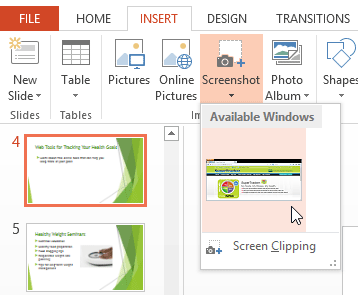 FILE HOME INSERT DESIGN TRANSITIONS
New Slide
Table
Pictures
Online Pictures
Screenshot
Photo Album
Shapes
Slides Tables Im
Available Windows
Screen Clipping
4
Web Tools for Tracking Your Health Goals
5
Healthy Weight Seminars